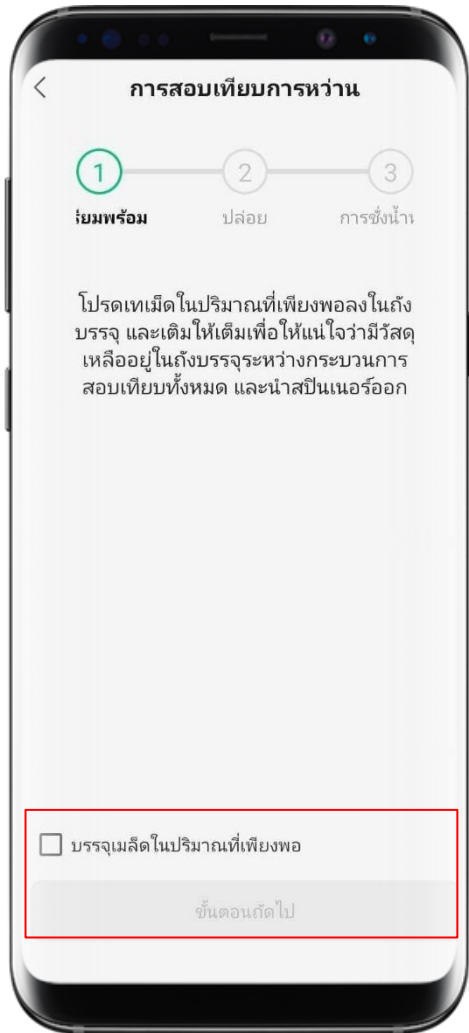 การสอบเทียบการหว่าน
1
2
3
ปล่อย
โปรดเทเม็ดในปริมาณที่เพียงพอลงในถัง
บรรจุ และเติมให้เต็มเพื่อให้แน่ใจว่ามีวัสดุ
เหลืออยู่ในถังบรรจุระหว่างกระบวนการ
สอบเทียบทั้งหมด และนำสปินเนอร์ออก
บรรจุเมล็ดในปริมาณที่เพียงพอ
ขั้นตอนถัดไป